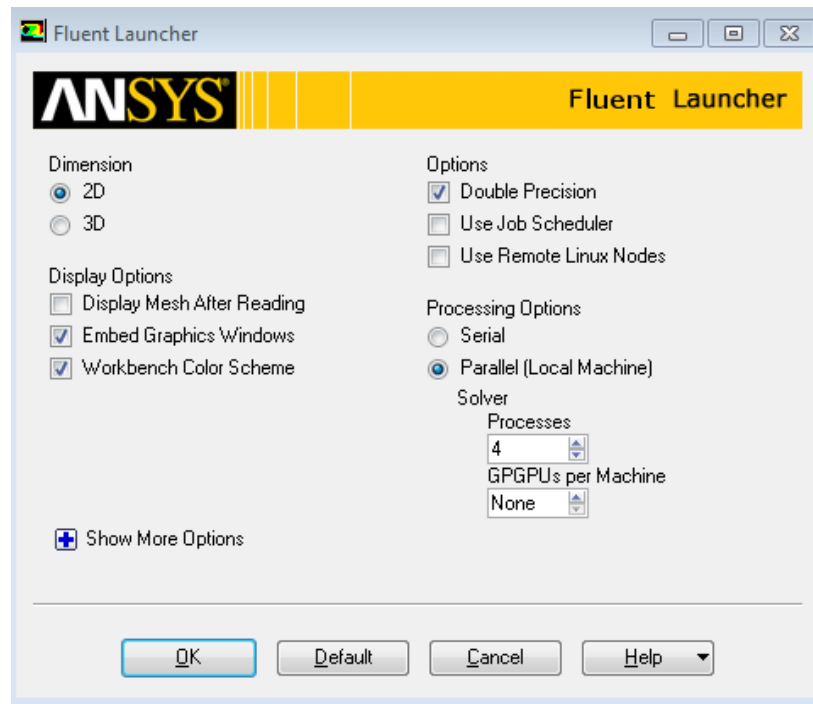 Fluent Launcher
ANSYS
Fluent Launcher
Dimension
2D
3D
Display Options
Display Mesh After Reading
Embed Graphics Windows
Workbench Color Scheme
Show More Options
Options
Double Precision
Use Job Scheduler
Use Remote Linux Nodes
Processing Options
Serial
Parallel (Local Machine)
Solver
Processes
4
GPGPUs per Machine
None
OK Default Cancel Help